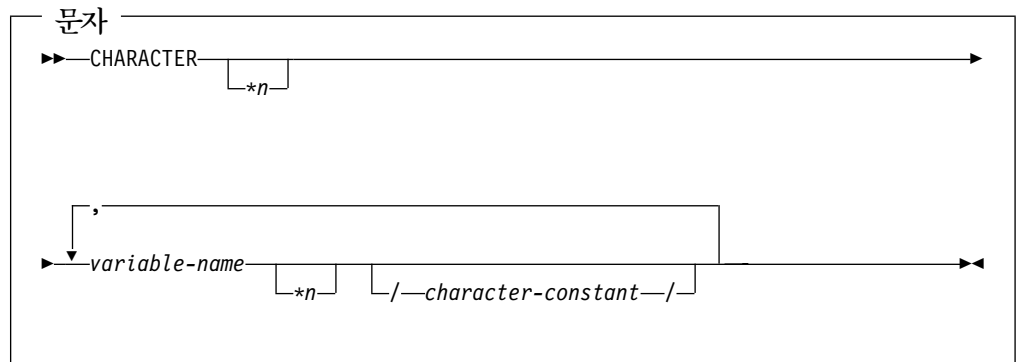 문자
CHARACTER
*n
,
variable-name
*n
/ character-constant /